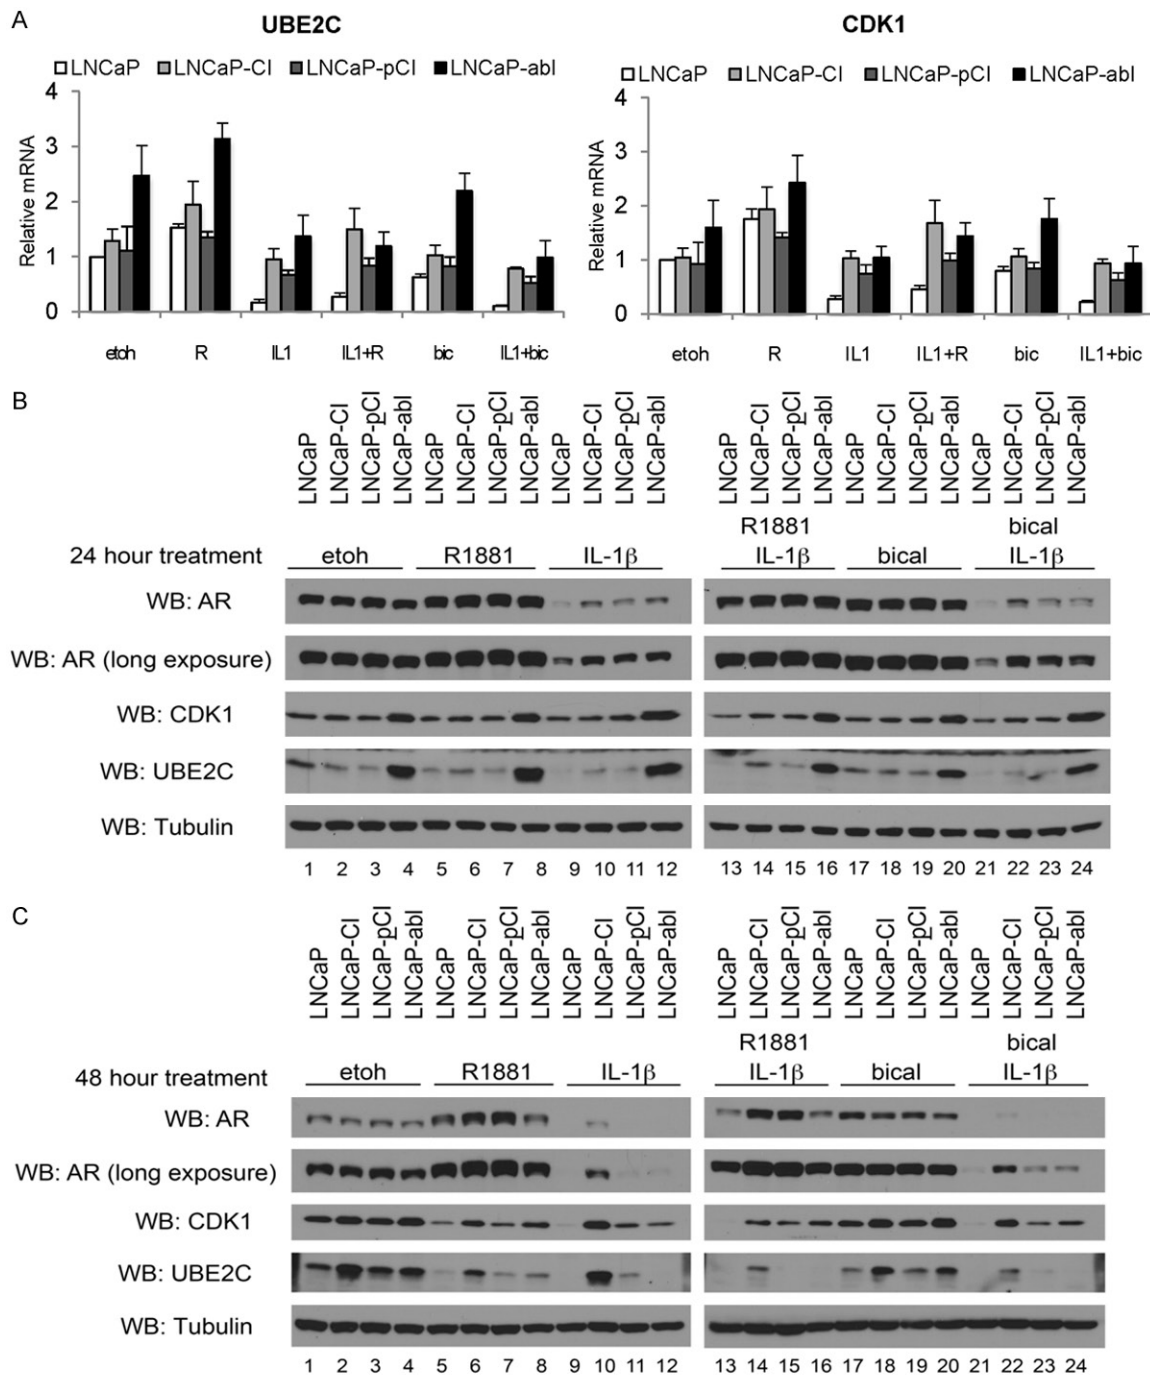 A
UBE2C
CDK1
LNCaP LNCaP-CI LNCaP-pCI LNCaP-abl
LNCaP LNCaP-CI LNCaP-pCI LNCaP-abl
Relative mRNA
4
3
2
1
0
etoh R IL1 IL1+R bic IL1+bic
Relative mRNA
4
3
2
1
0
etoh R IL1 IL1+R bic IL1+bic
B
LNCaP LNCaP-CI LNCaP-pCI LNCaP-abl LNCaP LNCaP-CI LNCaP-pCI LNCaP-abl LNCaP LNCaP-CI LNCaP-pCI LNCaP-abl LNCaP LNCaP-CI LNCaP-pCI LNCaP-abl LNCaP LNCaP-CI LNCaP-pCI LNCaP-abl LNCaP LNCaP-CI LNCaP-pCI LNCaP-abl
R1881 bical
24 hour treatment etoh R1881 IL-1β IL-1β bical IL-1β
WB: AR
WB: AR (long exposure)
WB: CDK1
WB: UBE2C
WB: Tubulin
1 2 3 4 5 6 7 8 9 10 11 12 13 14 15 16 17 18 19 20 21 22 23 24
C
LNCaP LNCaP-CI LNCaP-pCI LNCaP-abl LNCaP LNCaP-CI LNCaP-pCI LNCaP-abl LNCaP LNCaP-CI LNCaP-pCI LNCaP-abl LNCaP LNCaP-CI LNCaP-pCI LNCaP-abl LNCaP LNCaP-CI LNCaP-pCI LNCaP-abl LNCaP LNCaP-CI LNCaP-pCI LNCaP-abl
R1881 bical
48 hour treatment etoh R1881 IL-1β IL-1β bical IL-1β
WB: AR
WB: AR (long exposure)
WB: CDK1
WB: UBE2C
WB: Tubulin
1 2 3 4 5 6 7 8 9 10 11 12 13 14 15 16 17 18 19 20 21 22 23 24